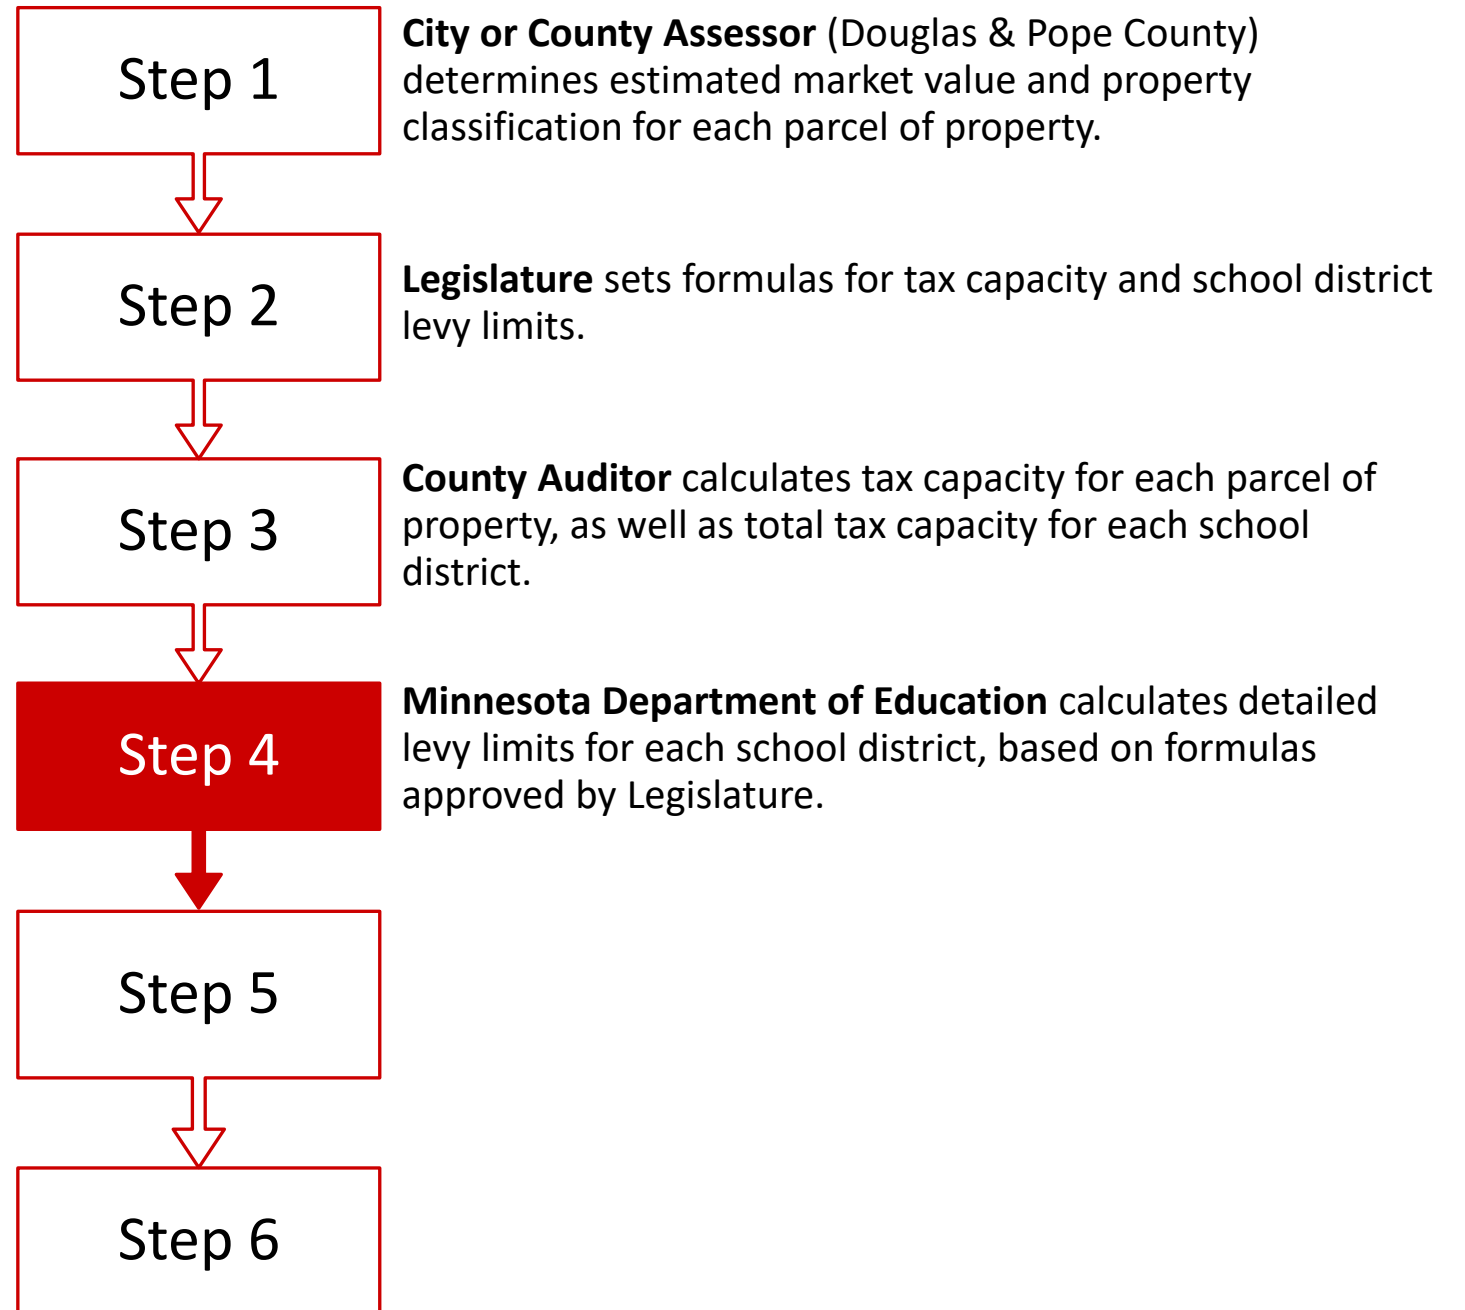 Step 1
City or County Assessor (Douglas & Pope County)
determines estimated market value and property
classification for each parcel of property.
Step 2
Legislature sets formulas for tax capacity and school district
levy limits.
Step 3
County Auditor calculates tax capacity for each parcel of
property, as well as total tax capacity for each school
district.
Step 4
Minnesota Department of Education calculates detailed
levy limits for each school district, based on formulas
approved by Legislature.
Step 5
Step 6